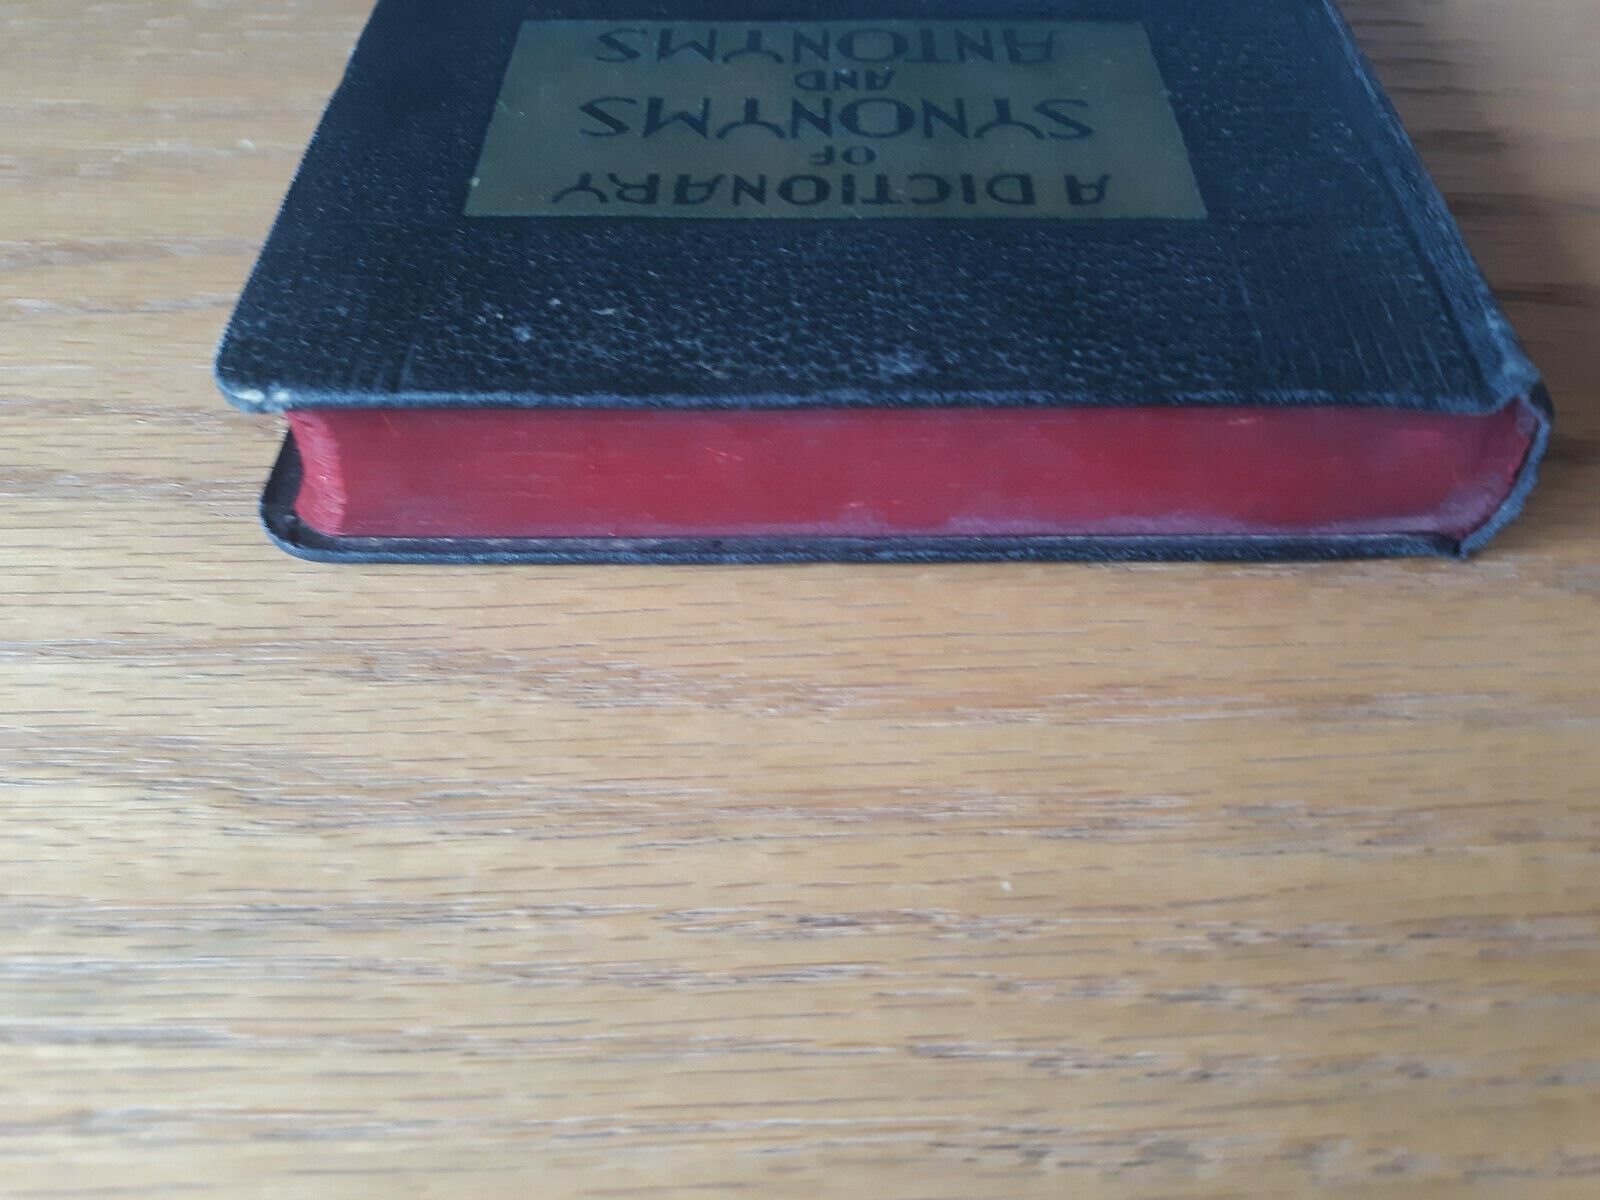 A DICTIONARY
OF
SYNONYMS
AND
ANTONYMS